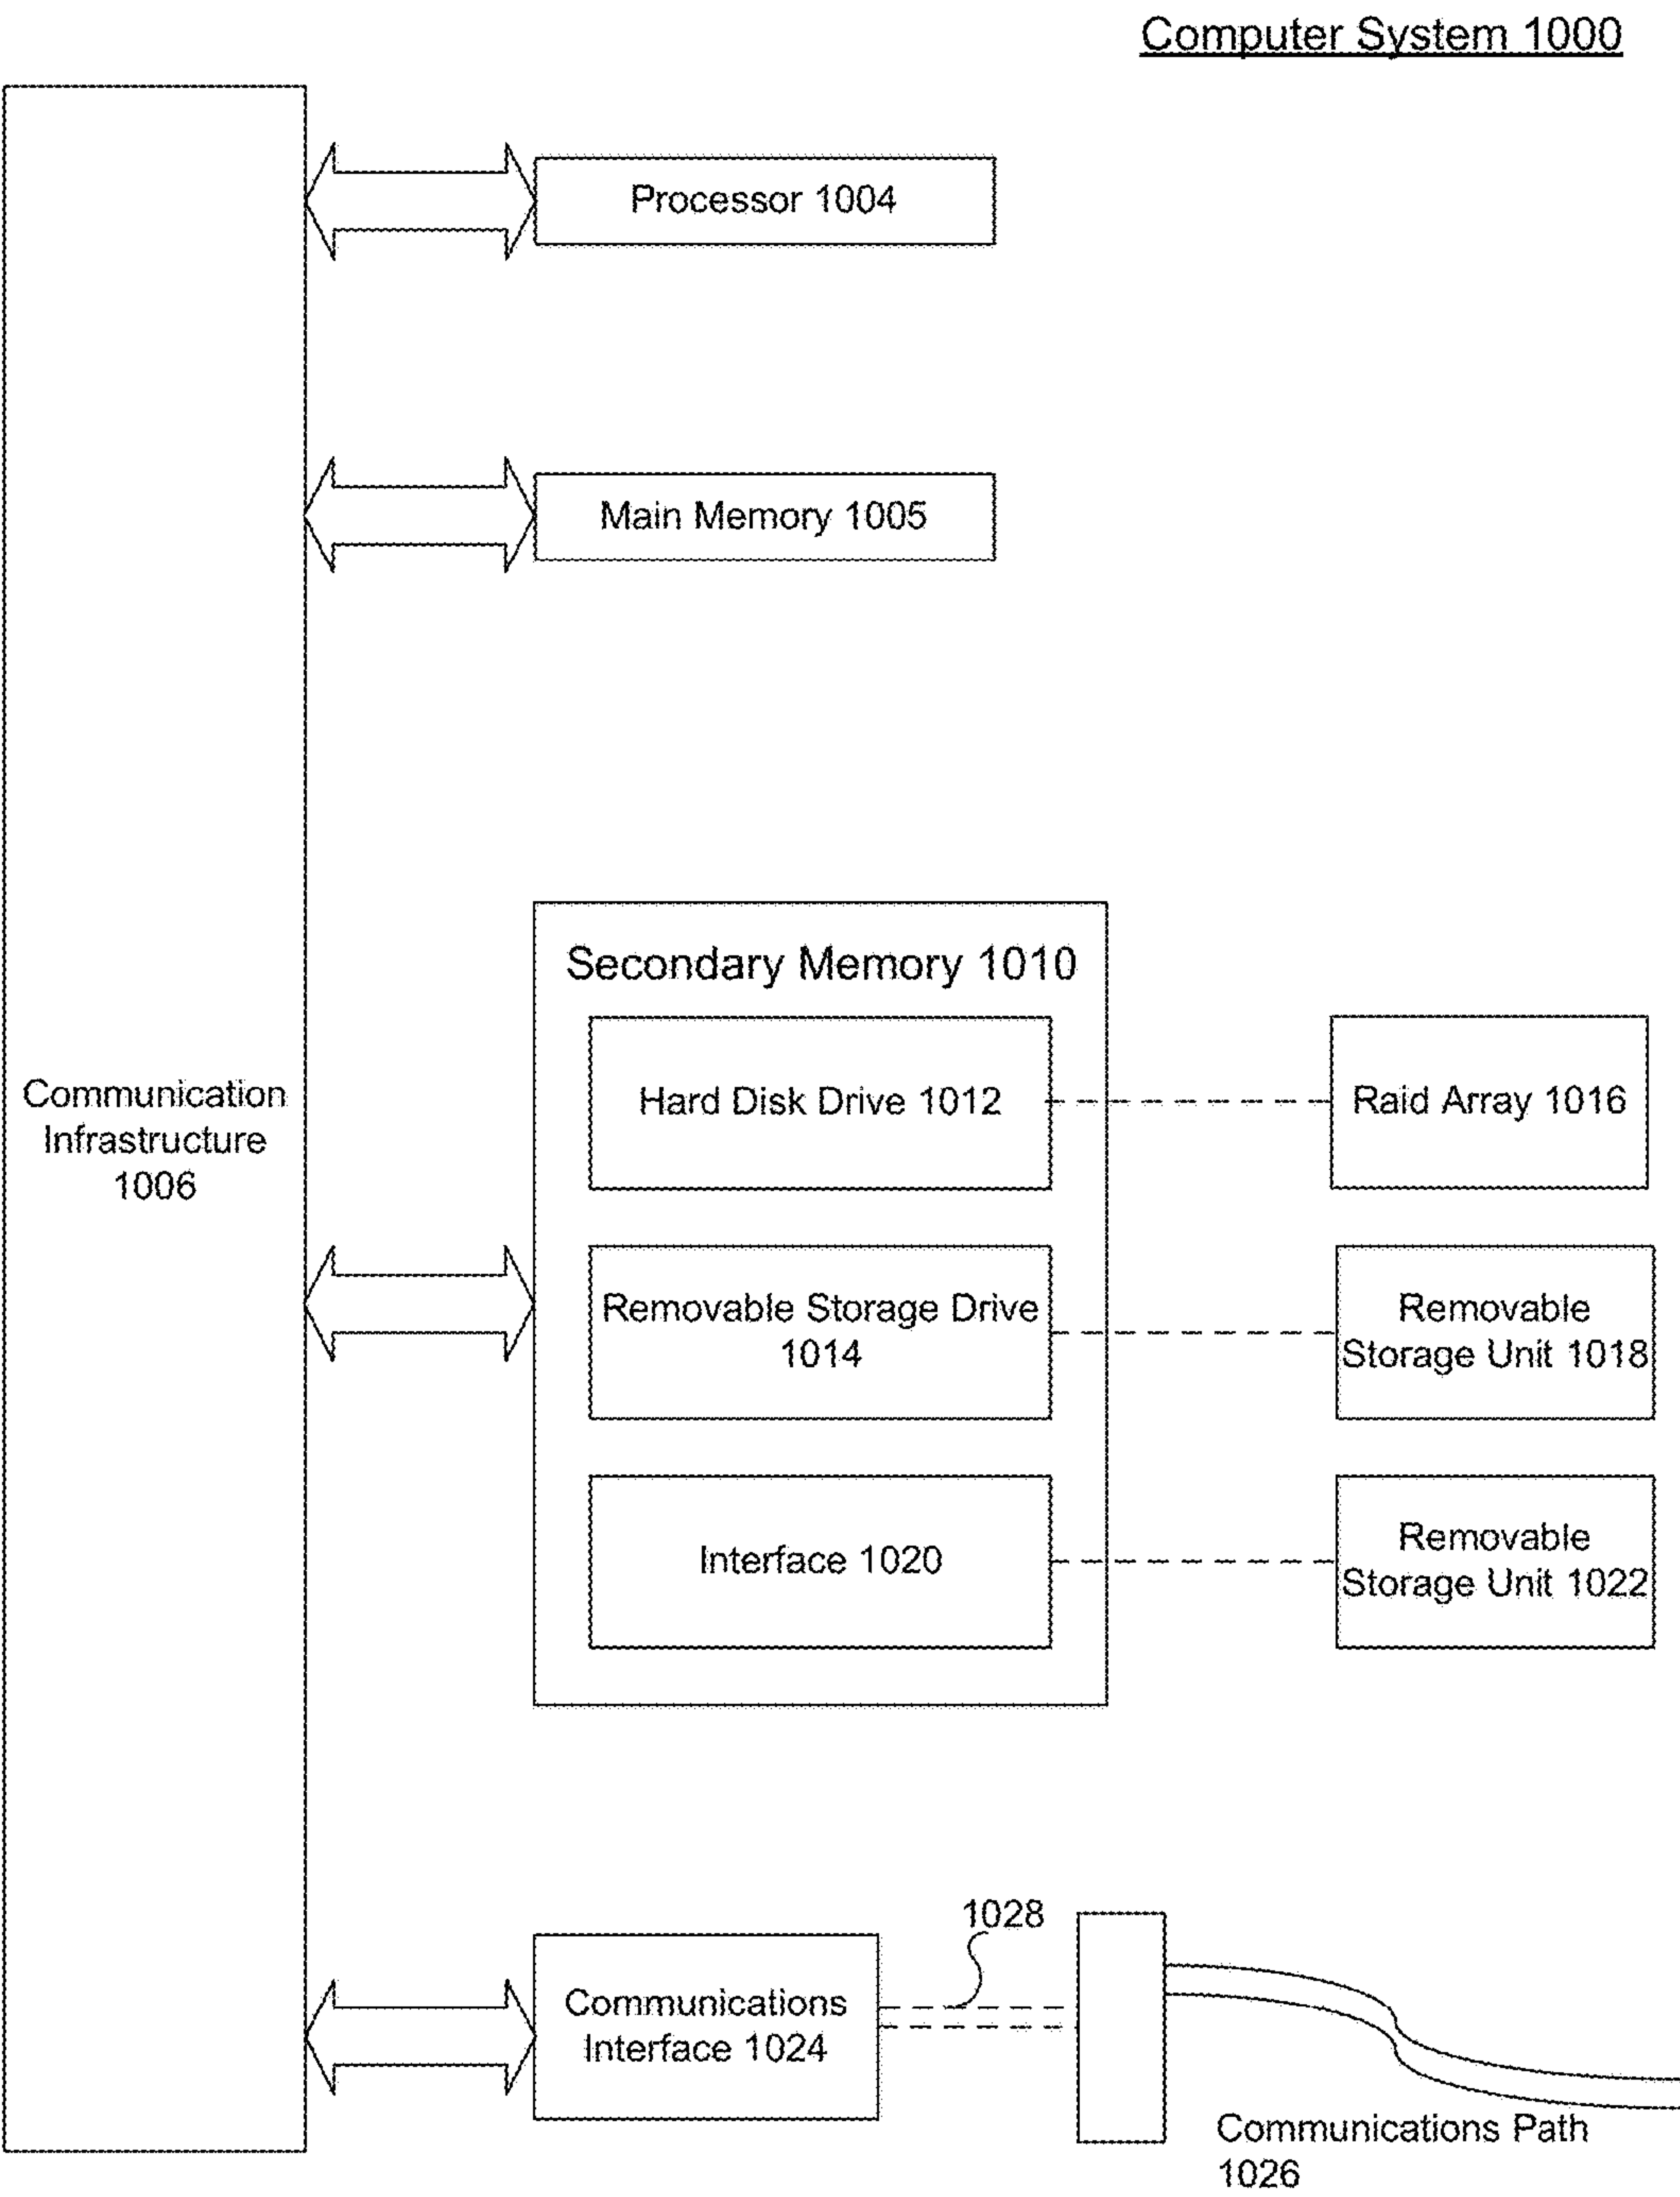 Computer System 1000
Processor 1004
Main Memory 1005
Communication
Infrastructure
1006
Secondary Memory 1010
Hard Disk Drive 1012
Raid Array 1016
Removable Storage Drive
1014
Removable
Storage Unit 1018
Interface 1020
Removable
Storage Unit 1022
1028
Communications
Interface 1024
Communications Path
1026